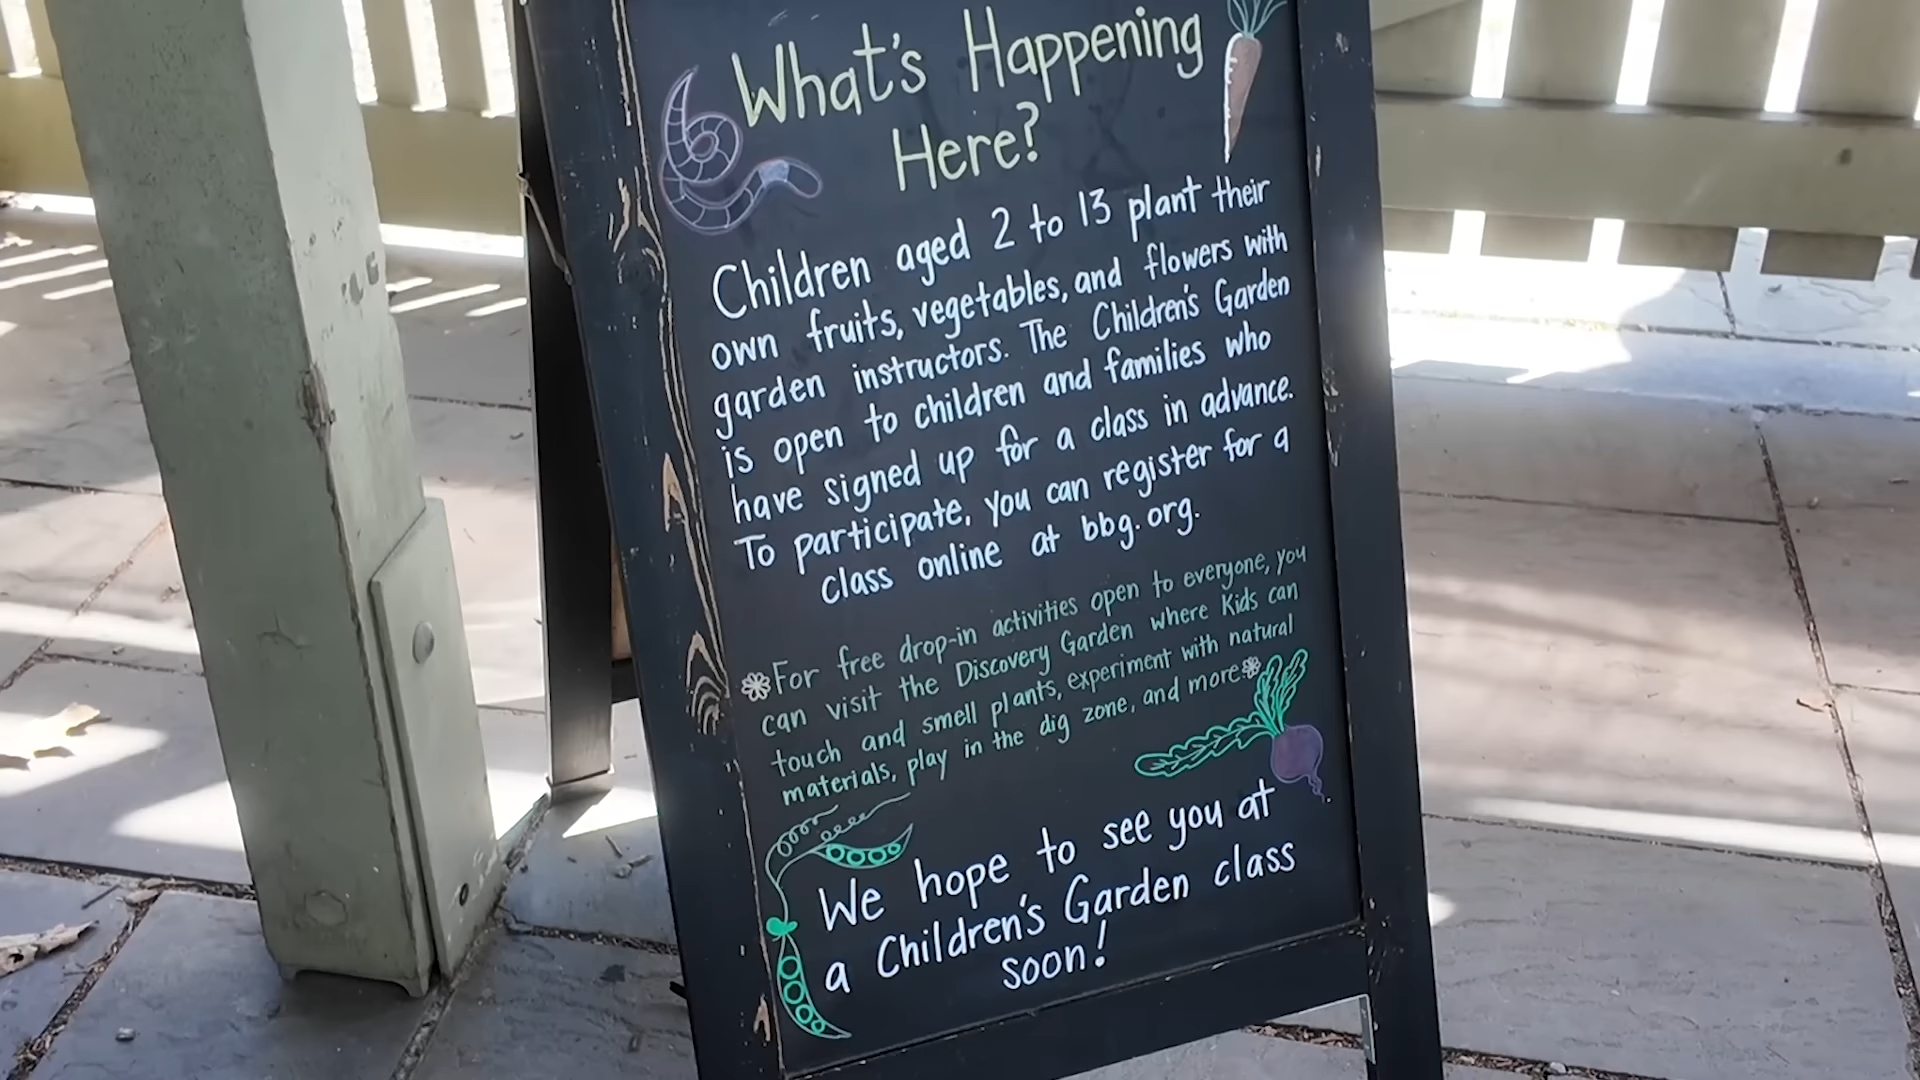 What's Happening
Here?
Children aged 2 to 13 plant their
own fruits, vegetables, and flowers with
garden instructors. The Children's Garden
is open to children and families who
have signed up for a class in advance.
To participate, you can register for a
class online at bbg.org.
For free drop-in activities open to everyone, you
can visit the Discovery Garden where Kids can
touch and smell plants, experiment with natural
materials, play in the dig zone, and more.
We hope to see you at
a Children's Garden class
soon!